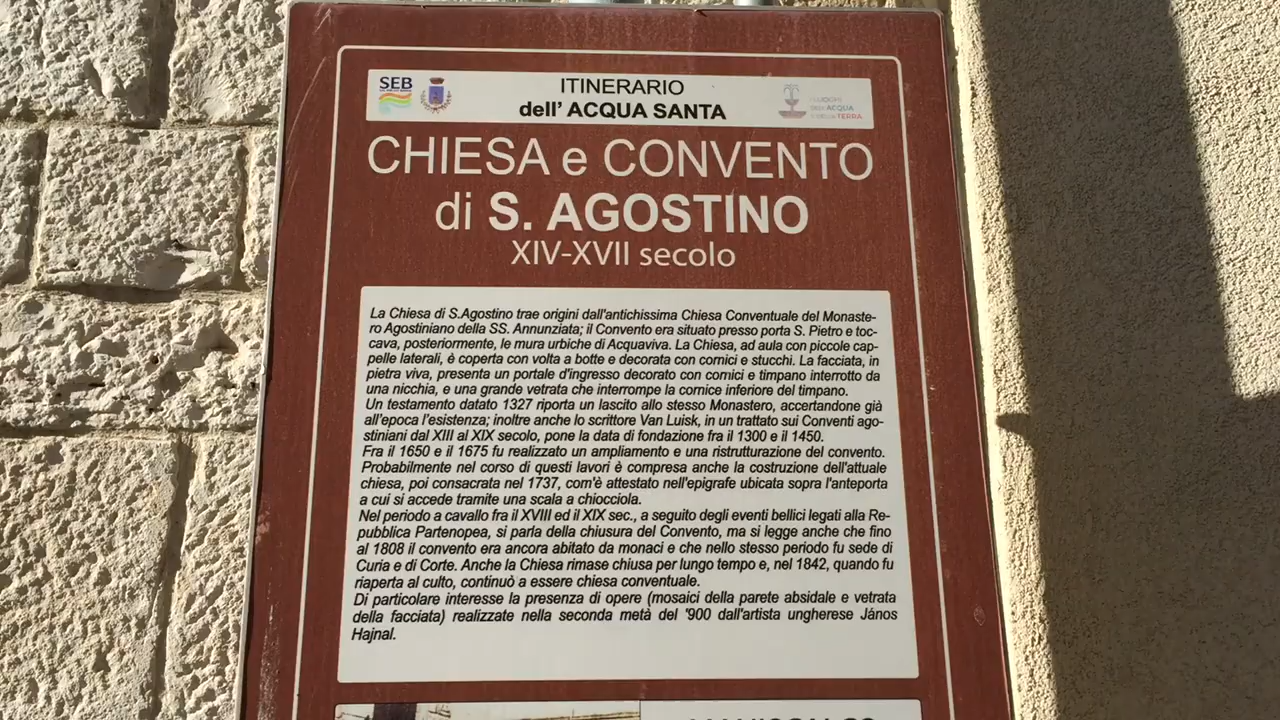 SEB
ITINERARIO
dell' ACQUA SANTA
CHIESA e CONVENTO
di S. AGOSTINO
XIV-XVII secolo
La Chiesa di S.Agostino trae origini dall'antichissima Chiesa Conventuale del Monaste-
ro Agostiniano della SS. Annunziata; il Convento era situato presso porta S. Pietro e toc-
cava, posteriormente, le mura urbiche di Acquaviva. La Chiesa, ad aula con piccole cap-
pelle laterali, è coperta con volta a botte e decorata con cornici e stucchi. La facciata, in
pietra viva, presenta un portale d'ingresso decorato con cornici e timpano interrotto da
una nicchia, e una grande vetrata che interrompe la cornice inferiore del timpano.
Un testamento datato 1327 riporta un lascito allo stesso Monastero, accertandone già
all'epoca l'esistenza; inoltre anche lo scrittore Van Luisk, in un trattato sui Conventi ago-
stiniani dal XIII al XIX secolo, pone la data di fondazione fra il 1300 e il 1450.
Fra il 1650 e il 1675 fu realizzato un ampliamento e una ristrutturazione del convento.
Probabilmente nel corso di questi lavori è compresa anche la costruzione dell'attuale
chiesa, poi consacrata nel 1737, com'è attestato nell'epigrafe ubicata sopra l'anteporta
a cui si accede tramite una scala a chiocciola.
Nel periodo a cavallo fra il XVIII ed il XIX sec., a seguito degli eventi bellici legati alla Re-
pubblica Partenopea, si parla della chiusura del Convento, ma si legge anche che fino
al 1808 il convento era ancora abitato da monaci e che nello stesso periodo fu sede di
Curia e di Corte. Anche la Chiesa rimase chiusa per lungo tempo e, nel 1842, quando fu
riaperta al culto, continuò a essere chiesa conventuale.
Di particolare interesse la presenza di opere (mosaici della parete absidale e vetrata
della facciata) realizzate nella seconda metà del '900 dall'artista ungherese János
Hajnal.